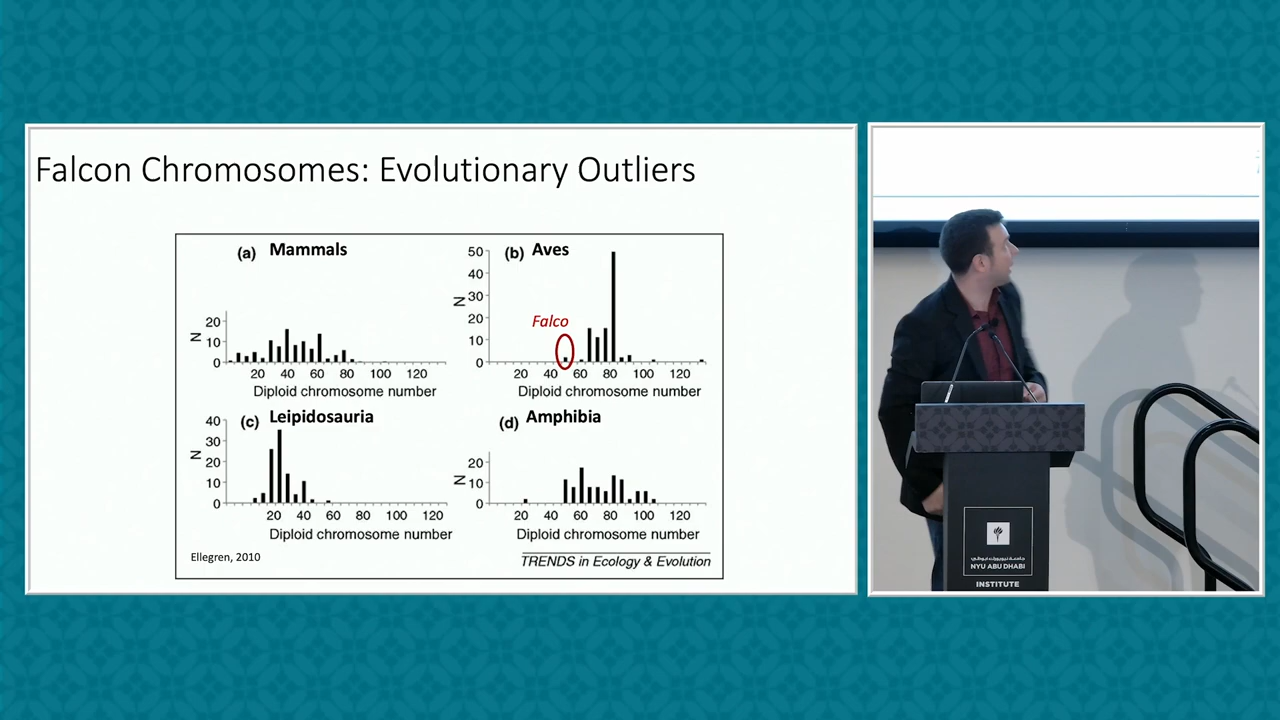 Falcon Chromosomes: Evolutionary Outliers
(a) Mammals
N
20
10
0
20 40 60 80 100 120
Diploid chromosome number
(b) Aves
N
50
40
30
20
10
0
Falco
20 40 60 80 100 120
Diploid chromosome number
(c) Leipidosauria
N
40
30
20
10
0
20 40 60 80 100 120
Diploid chromosome number
(d) Amphibia
N
20
10
0
20 40 60 80 100 120
Diploid chromosome number
Ellegren, 2010
TRENDS in Ecology & Evolution
جامعة نيويورك أبوظبي
NYU ABU DHABI
INSTITUTE